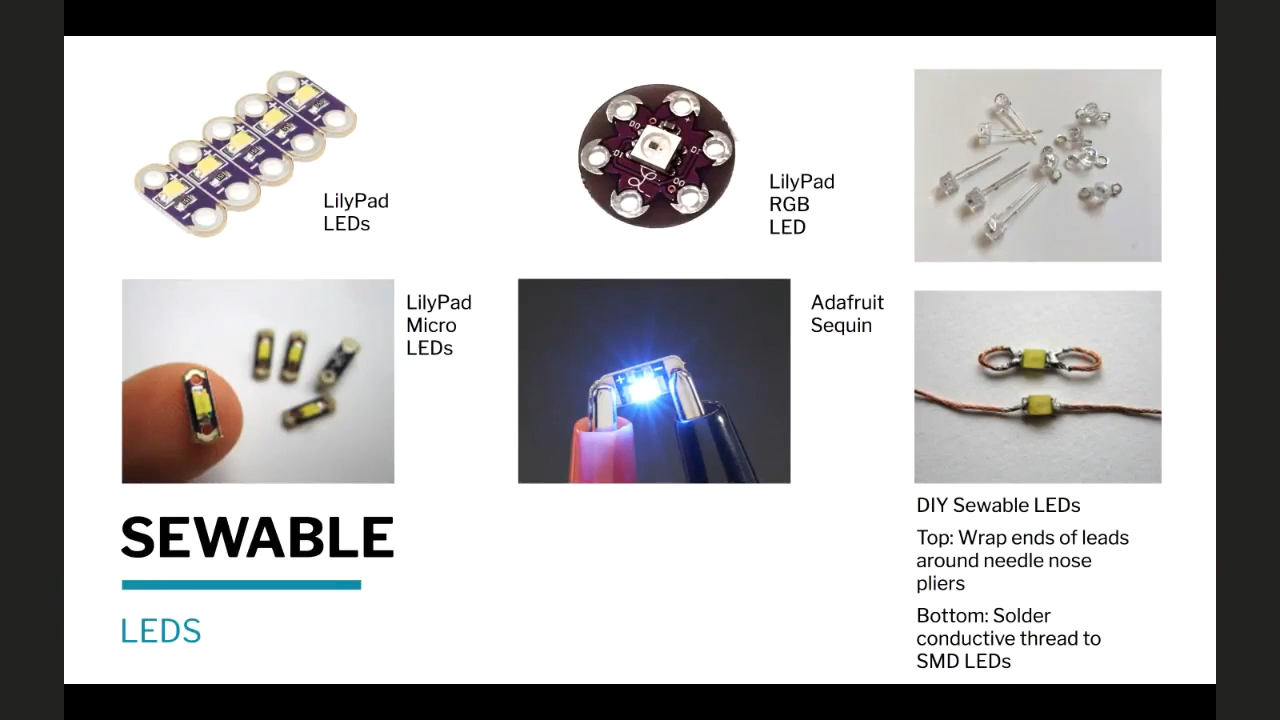 LilyPad
LEDs
LilyPad
RGB
LED
LilyPad
Micro
LEDs
Adafruit
Sequin
SEWABLE
LEDS
DIY Sewable LEDs
Top: Wrap ends of leads
around needle nose
pliers
Bottom: Solder
conductive thread to
SMD LEDs